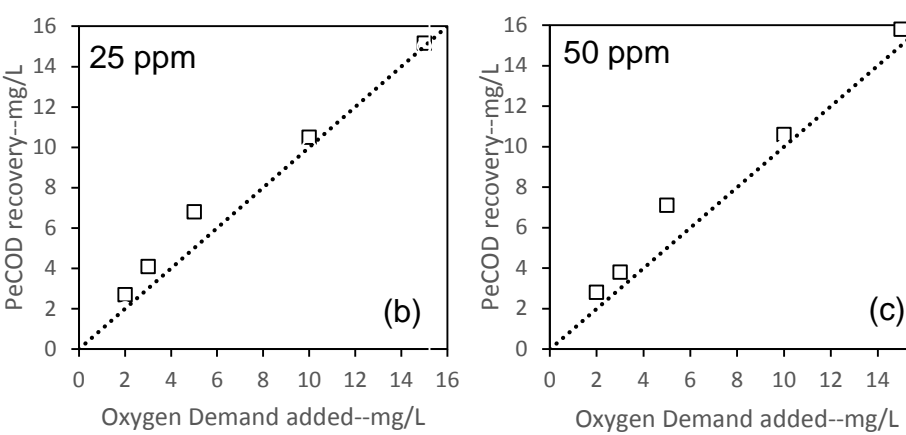 25 ppm
PeCOD recovery--mg/L
16
14
12
10
8
6
4
2
0
0 2 4 6 8 10 12 14 16
Oxygen Demand added--mg/L
(b)
50 ppm
PeCOD recovery--mg/L
16
14
12
10
8
6
4
2
0
0 2 4 6 8 10 12 14
Oxygen Demand added--mg/L
(c)